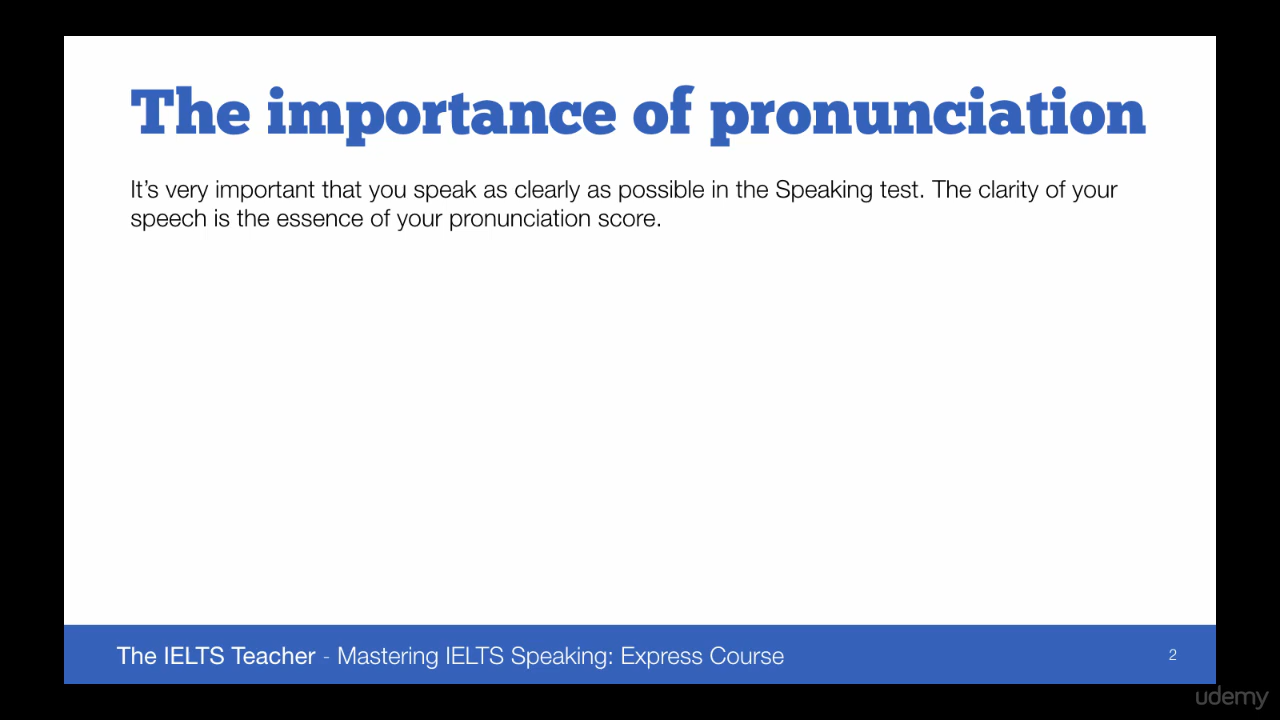 The importance of pronunciation
It’s very important that you speak as clearly as possible in the Speaking test. The clarity of your
speech is the essence of your pronunciation score.
The IELTS Teacher - Mastering IELTS Speaking: Express Course
2
udemy